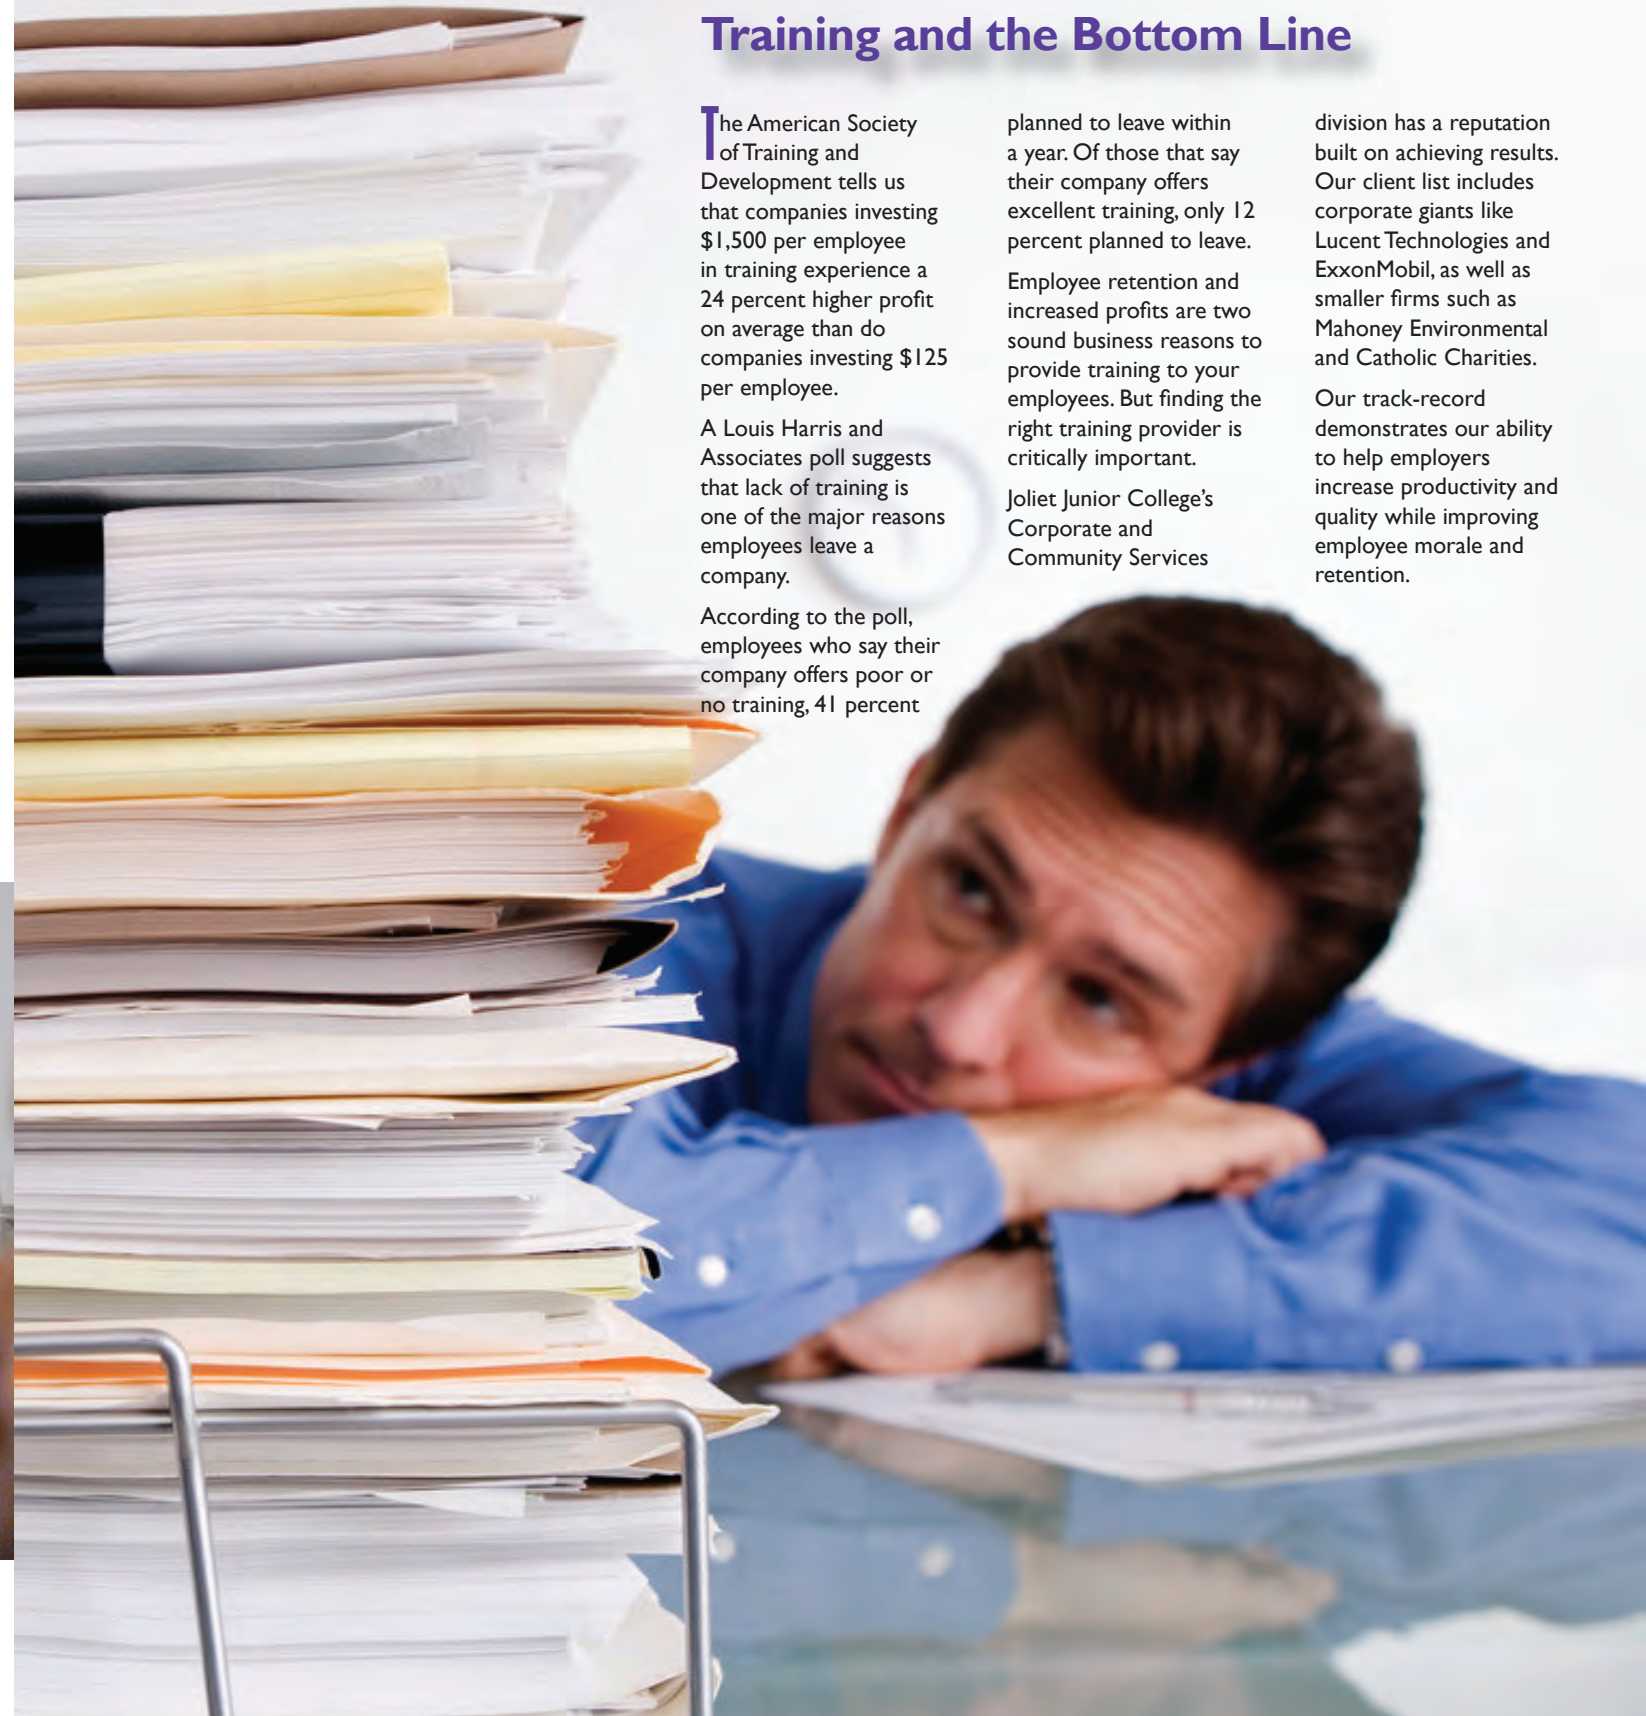 Training and the Bottom Line
The American Society
of Training and
Development tells us
that companies investing
$1,500 per employee
in training experience a
24 percent higher profit
on average than do
companies investing $125
per employee.
A Louis Harris and
Associates poll suggests
that lack of training is
one of the major reasons
employees leave a
company.
According to the poll,
employees who say their
company offers poor or
no training, 41 percent
planned to leave within
a year. Of those that say
their company offers
excellent training, only 12
percent planned to leave.
Employee retention and
increased profits are two
sound business reasons to
provide training to your
employees. But finding the
right training provider is
critically important.
Joliet Junior College’s
Corporate and
Community Services
division has a reputation
built on achieving results.
Our client list includes
corporate giants like
Lucent Technologies and
ExxonMobil, as well as
smaller firms such as
Mahoney Environmental
and Catholic Charities.
Our track-record
demonstrates our ability
to help employers
increase productivity and
quality while improving
employee morale and
retention.